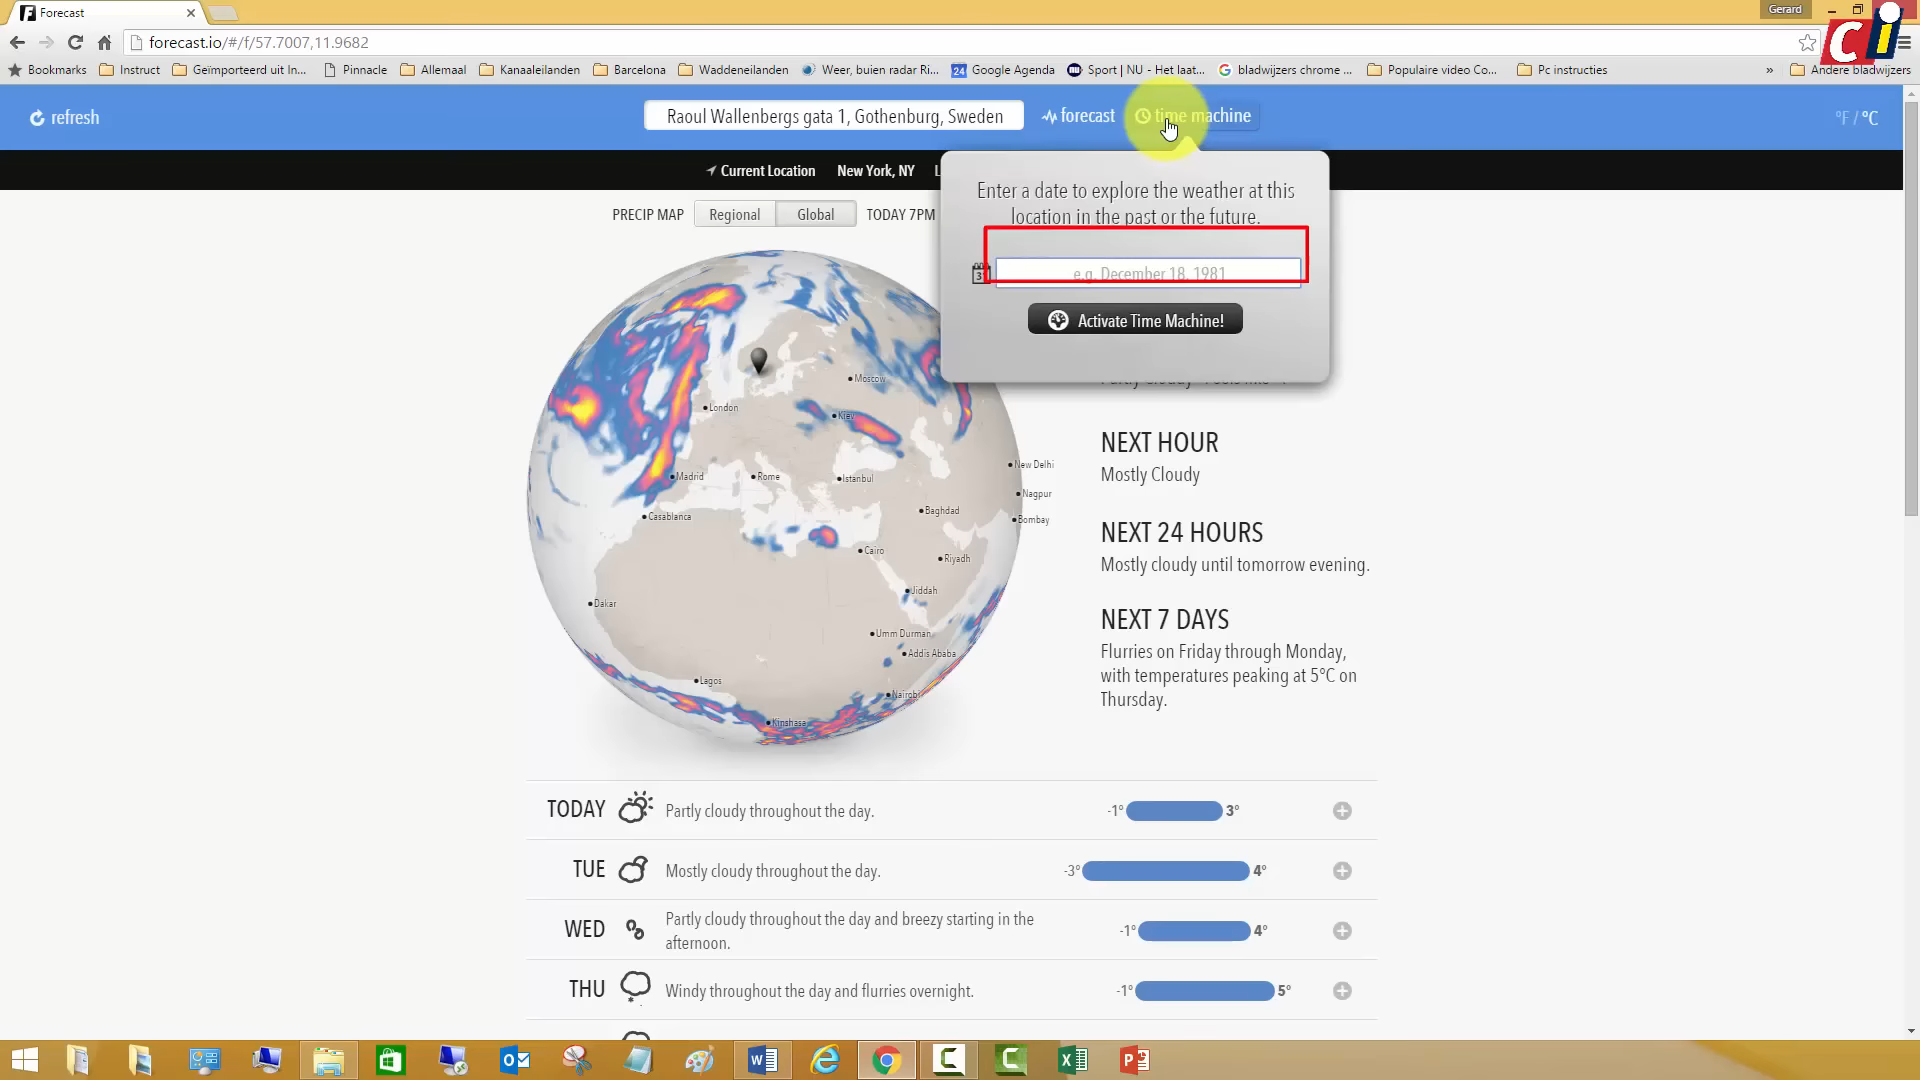 Forecast
Gerard
Ci
forecast.io/#/f/57.7007,11.9682
Bookmarks Instruct Geïmporteerd uit In... Pinnacle Allemaal Kanaaleilanden Barcelona Waddeneilanden Weer, buien radar Ri... 24 Google Agenda Sport | NU - Het laat... bladwijzers chrome ... Populaire video Co... Pc instructies » Andere bladwijzers
refresh
Raoul Wallenbergs gata 1, Gothenburg, Sweden
forecast
time machine
°F / °C
Current Location New York, NY
Enter a date to explore the weather at this
location in the past or the future.
e.g. December 18, 1981
Activate Time Machine!
PRECIP MAP Regional Global TODAY 7PM
Moscow
London
Kiev
New Delhi
Madrid
Rome
Istanbul
Nagpur
Casablanca
Baghdad
Bombay
Cairo
Riyadh
Jiddah
Dakar
Umm Durman
Addis Ababa
Lagos
Nairobi
Kinshasa
NEXT HOUR
Mostly Cloudy
NEXT 24 HOURS
Mostly cloudy until tomorrow evening.
NEXT 7 DAYS
Flurries on Friday through Monday,
with temperatures peaking at 5°C on
Thursday.
TODAY Partly cloudy throughout the day. -1° 3°
TUE Mostly cloudy throughout the day. -3° 4°
WED Partly cloudy throughout the day and breezy starting in the
afternoon. -1° 4°
THU Windy throughout the day and flurries overnight. -1° 5°